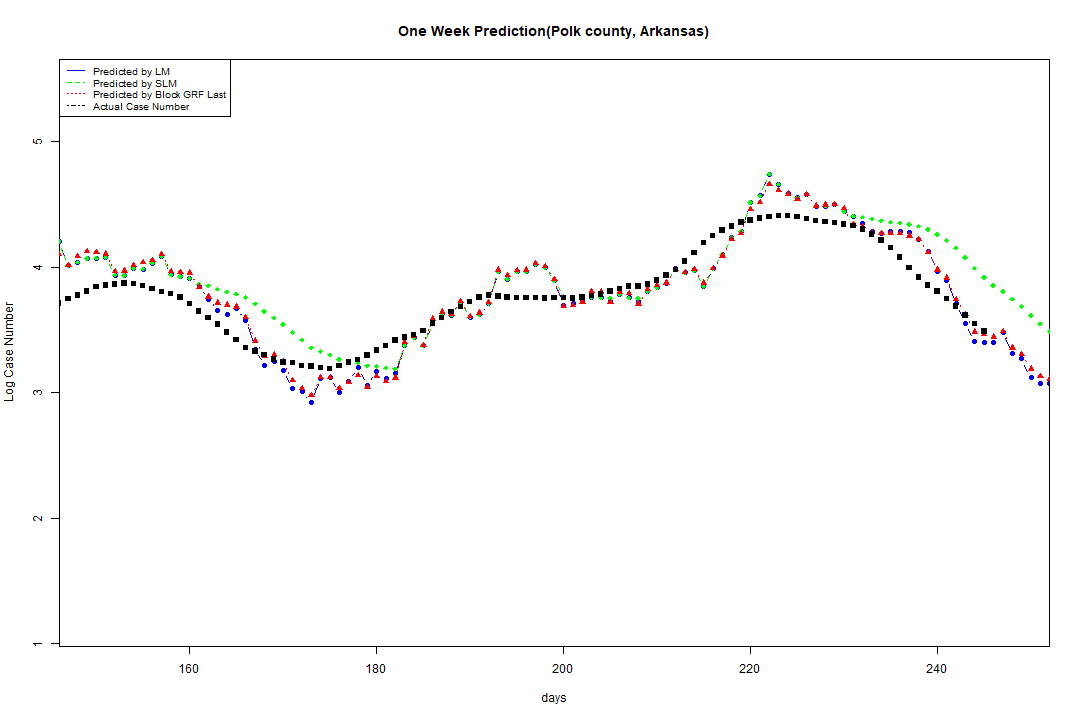 One Week Prediction(Polk county, Arkansas)
Predicted by LM
Predicted by SLM
Predicted by Block GRF Last
Actual Case Number
5
4
3
2
1
Log Case Number
160 180 200 220 240
days